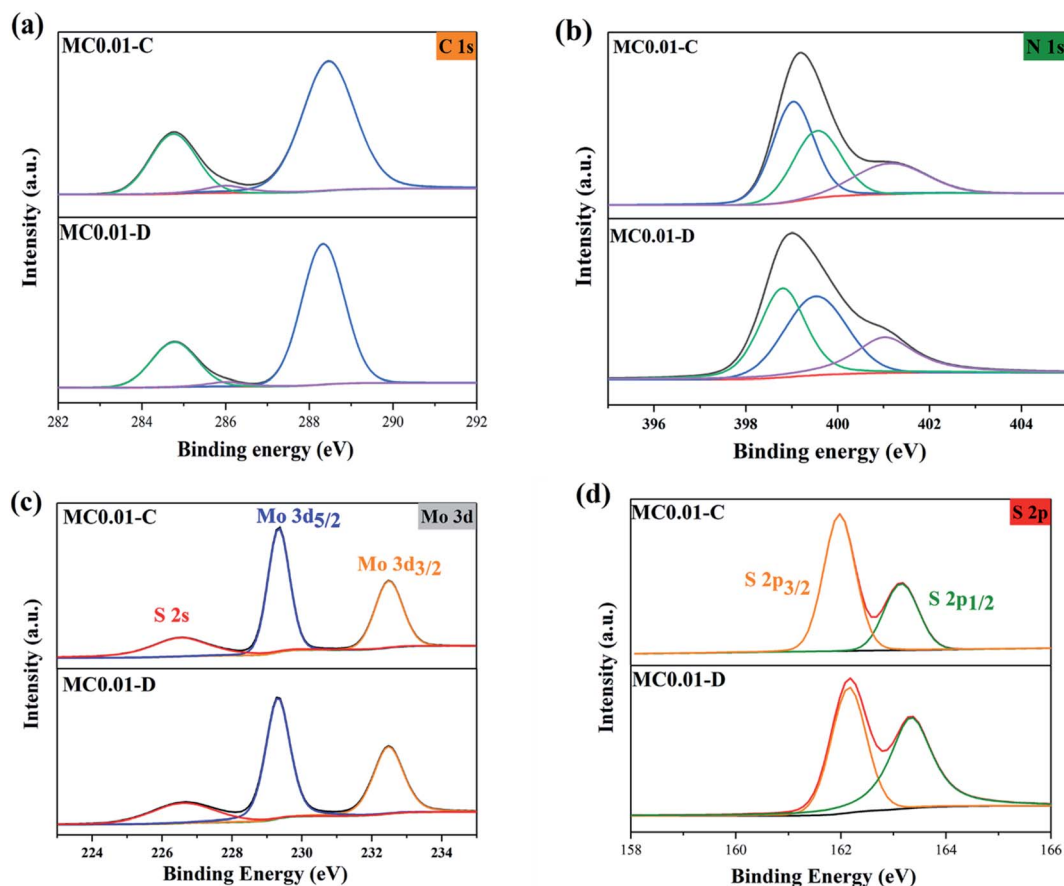 (a)
MC0.01-C
C 1s
Intensity (a.u.)
MC0.01-D
282 284 286 288 290 292
Binding energy (eV)
(b)
MC0.01-C
N 1s
Intensity (a.u.)
MC0.01-D
396 398 400 402 404
Binding energy (eV)
(c)
MC0.01-C
Mo 3d5/2
Mo 3d
Mo 3d3/2
S 2s
Intensity (a.u.)
MC0.01-D
224 226 228 230 232 234
Binding Energy (eV)
(d)
MC0.01-C
S 2p
S 2p3/2
S 2p1/2
Intensity (a.u.)
MC0.01-D
158 160 162 164 166
Binding Energy (eV)